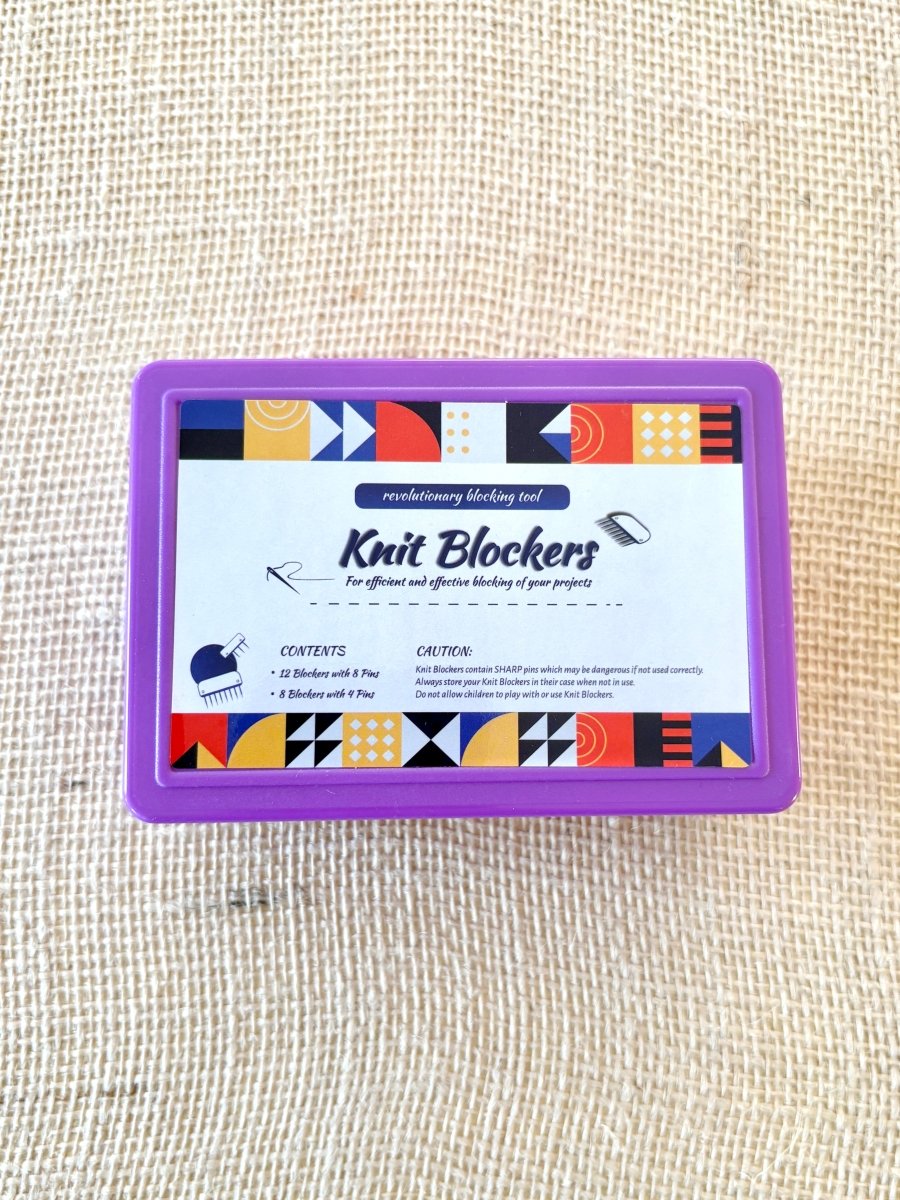 revolutionary blocking tool
Knit Blockers
For efficient and effective blocking of your projects
CONTENTS
• 12 Blockers with 8 Pins
• 8 Blockers with 4 Pins
CAUTION:
Knit Blockers contain SHARP pins which may be dangerous if not used correctly.
Always store your Knit Blockers in their case when not in use.
Do not allow children to play with or use Knit Blockers.